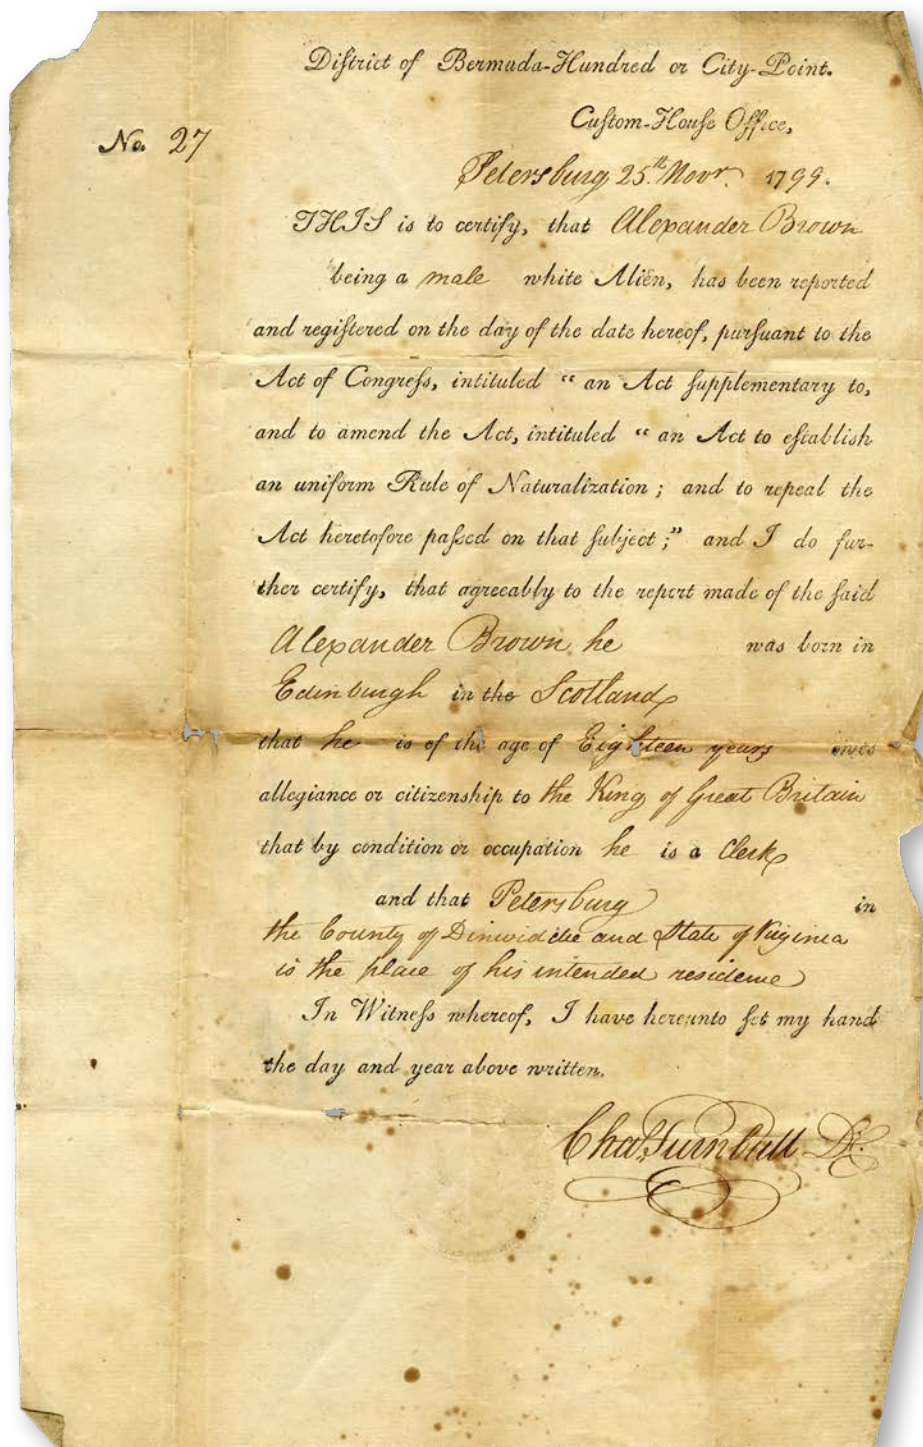 Diſtrict of Bermuda-Hundred or City-Point.
Cuſtom-Houſe Office,
No. 27
Petersburg 25th. Novr. 1799.
THIS is to certify, that Alexander Brown
being a male white Alien, has been reported
and regiſtered on the day of the date hereof, purſuant to the
Act of Congreſs, intituled “ an Act ſupplementary to,
and to amend the Act, intituled “ an Act to eſtabliſh
an uniform Rule of Naturalization ; and to repeal the
Act heretofore paſſed on that ſubject ;” and I do fur-
ther certify, that agreeably to the report made of the ſaid
Alexander Brown he was born in
Edinburgh in the Scotland
that he is of the age of Eighteen years owes
allegiance or citizenship to the King of Great Britain
that by condition or occupation he is a Clerk
and that Petersburg in
the County of Dinwiddie and State of Virginia
is the place of his intended residence
In Witneſs whereof, I have hereunto ſet my hand
the day and year above written.
Chas. Turnbull